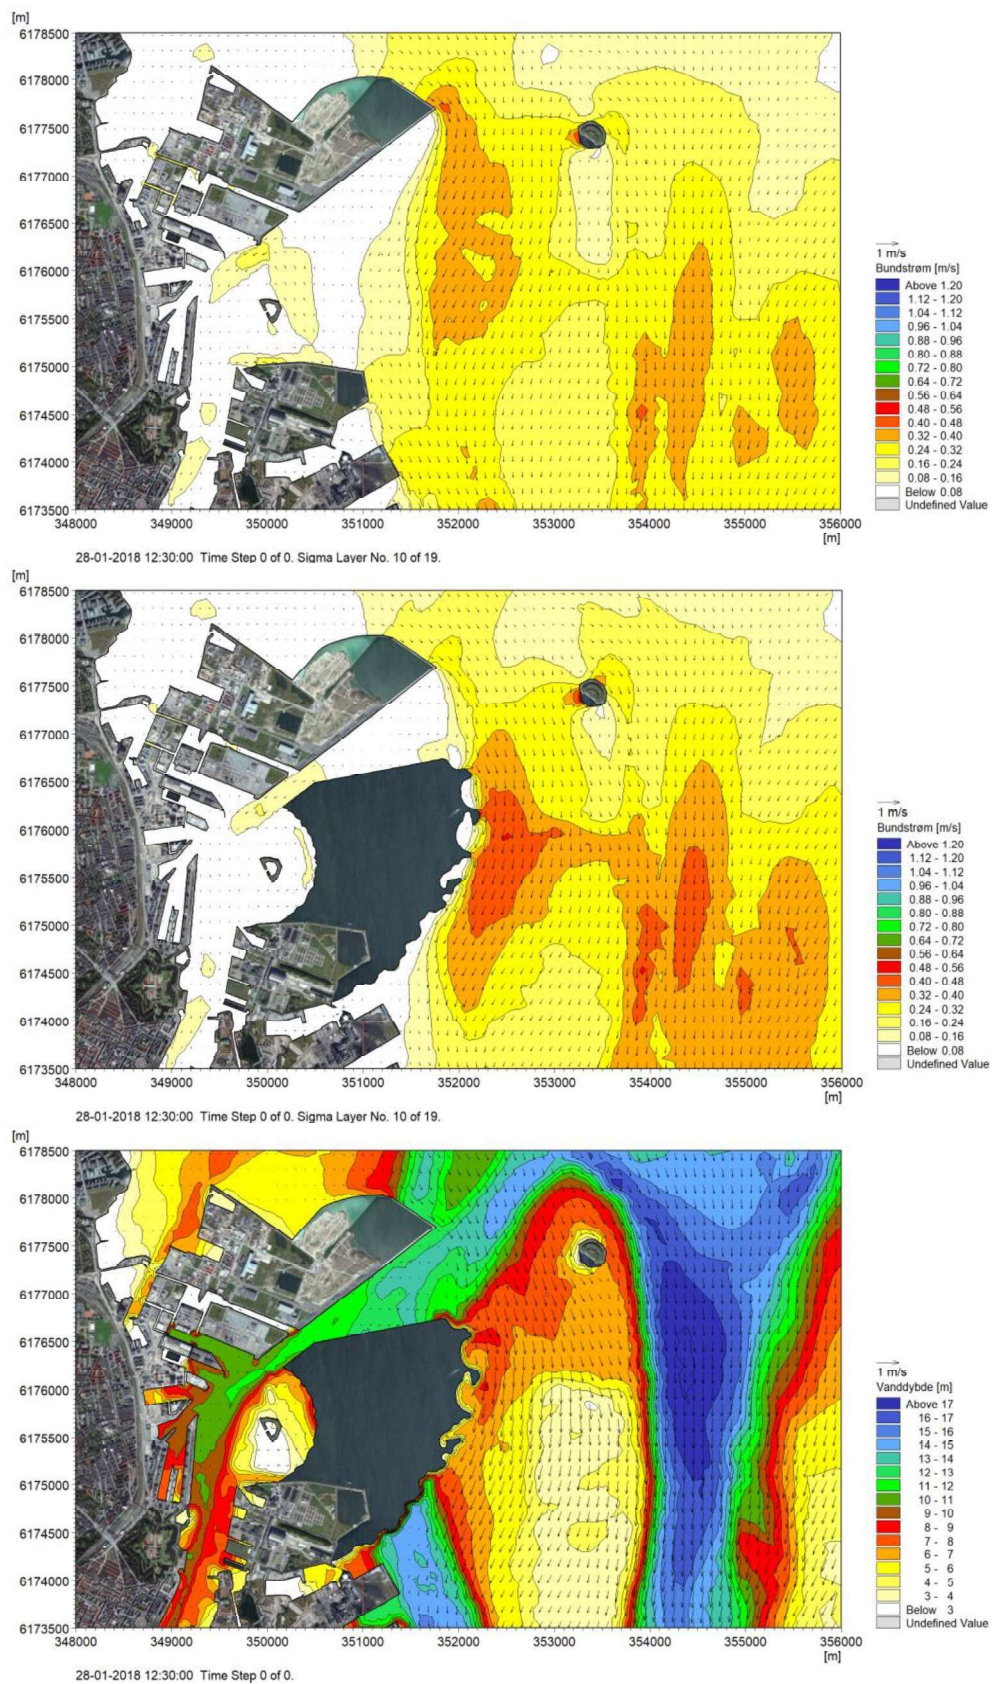 [m]
6178500
6178000
6177500
6177000
6176500
6176000
6175500
6175000
6174500
6174000
6173500
348000 349000 350000 351000 352000 353000 354000 355000 356000
[m]
1 m/s
Bundstrøm [m/s]
Above 1.20
1.12 - 1.20
1.04 - 1.12
0.96 - 1.04
0.88 - 0.96
0.80 - 0.88
0.72 - 0.80
0.64 - 0.72
0.56 - 0.64
0.48 - 0.56
0.40 - 0.48
0.32 - 0.40
0.24 - 0.32
0.16 - 0.24
0.08 - 0.16
Below 0.08
Undefined Value
28-01-2018 12:30:00 Time Step 0 of 0. Sigma Layer No. 10 of 19.
[m]
6178500
6178000
6177500
6177000
6176500
6176000
6175500
6175000
6174500
6174000
6173500
348000 349000 350000 351000 352000 353000 354000 355000 356000
[m]
1 m/s
Bundstrøm [m/s]
Above 1.20
1.12 - 1.20
1.04 - 1.12
0.96 - 1.04
0.88 - 0.96
0.80 - 0.88
0.72 - 0.80
0.64 - 0.72
0.56 - 0.64
0.48 - 0.56
0.40 - 0.48
0.32 - 0.40
0.24 - 0.32
0.16 - 0.24
0.08 - 0.16
Below 0.08
Undefined Value
28-01-2018 12:30:00 Time Step 0 of 0. Sigma Layer No. 10 of 19.
[m]
6178500
6178000
6177500
6177000
6176500
6176000
6175500
6175000
6174500
6174000
6173500
348000 349000 350000 351000 352000 353000 354000 355000 356000
[m]
1 m/s
Vanddybde [m]
Above 17
16 - 17
15 - 16
14 - 15
13 - 14
12 - 13
11 - 12
10 - 11
9 - 10
8 - 9
7 - 8
6 - 7
5 - 6
4 - 5
3 - 4
Below 3
Undefined Value
28-01-2018 12:30:00 Time Step 0 of 0.